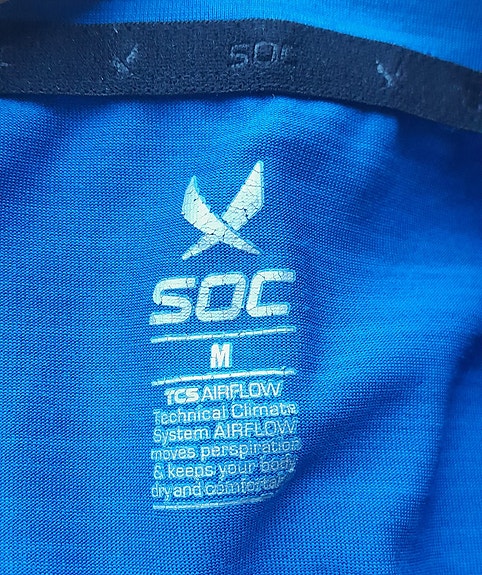 SOC
SOC
M
TCS AIRFLOW
Technical Climate
System AIRFLOW
moves perspiration
& keeps your body
dry and comfortable